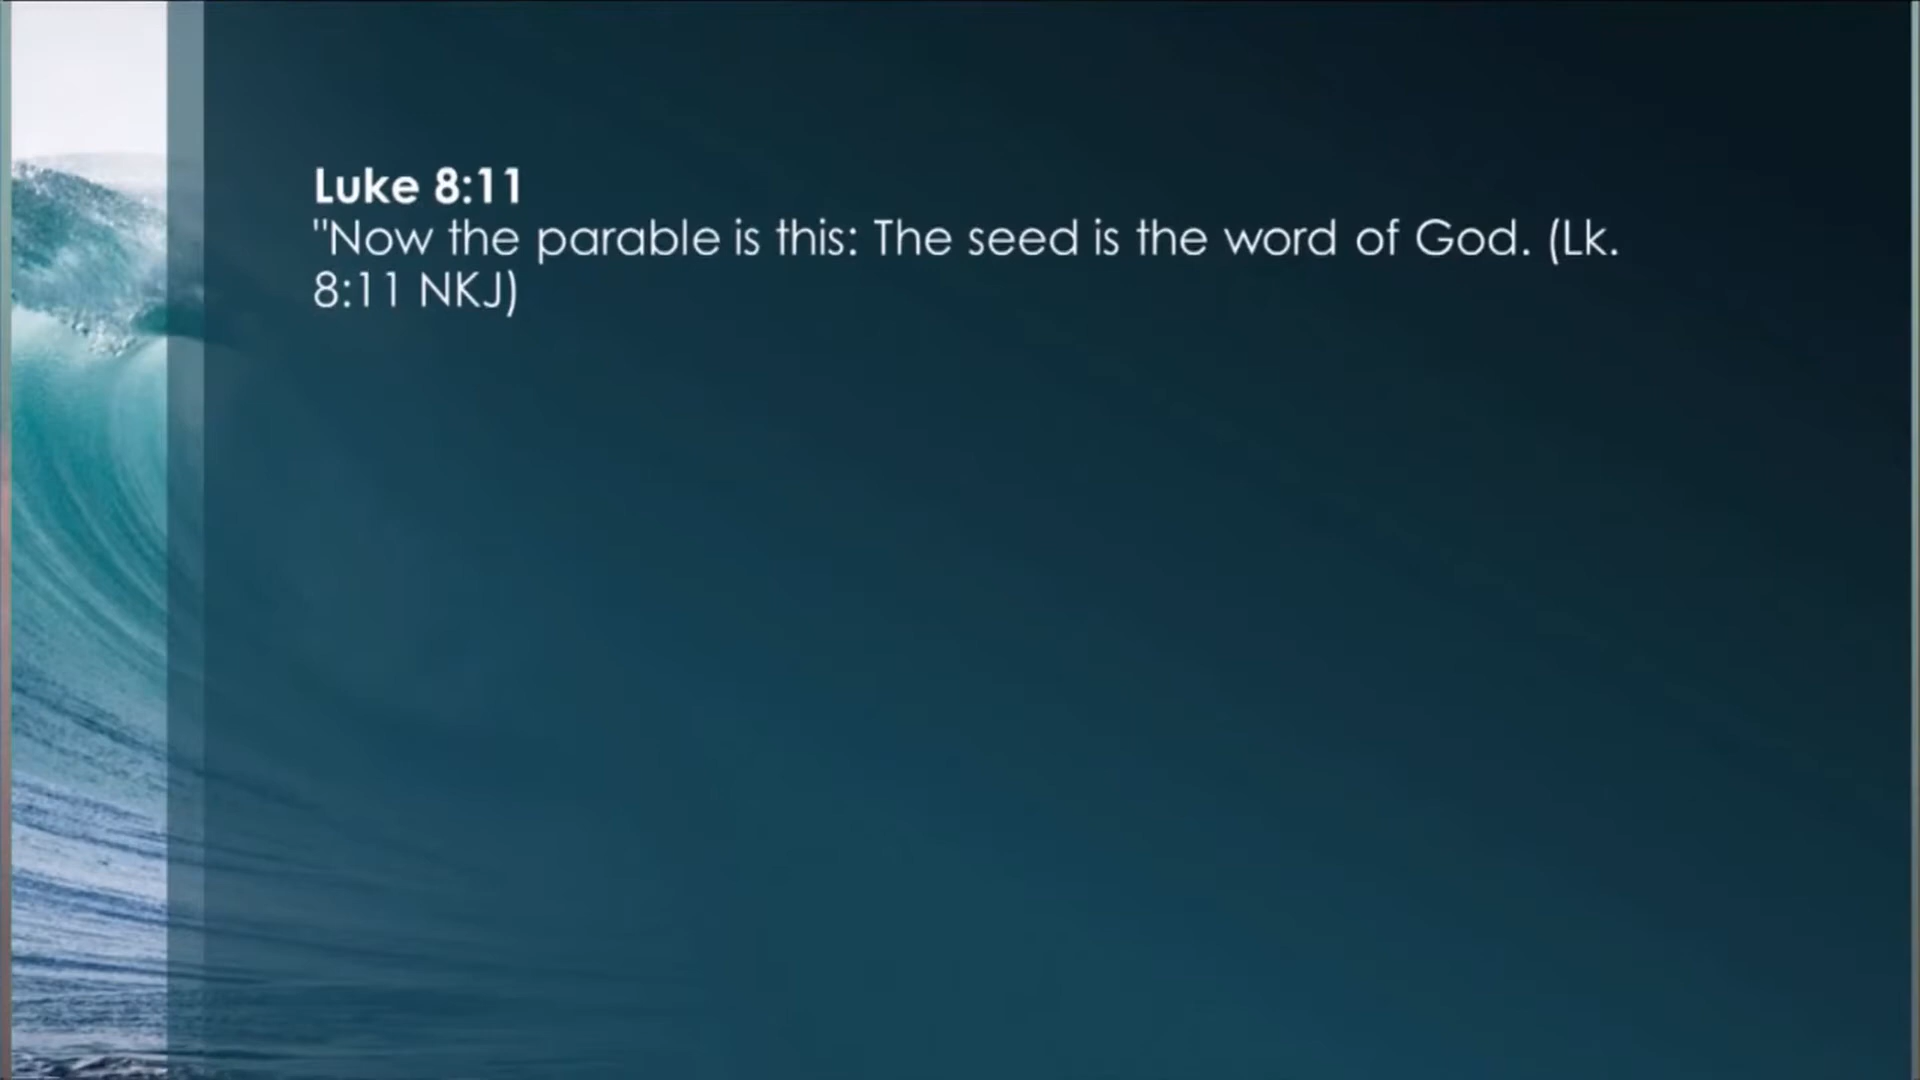 Luke 8:11
"Now the parable is this: The seed is the word of God. (Lk.
8:11 NKJ)